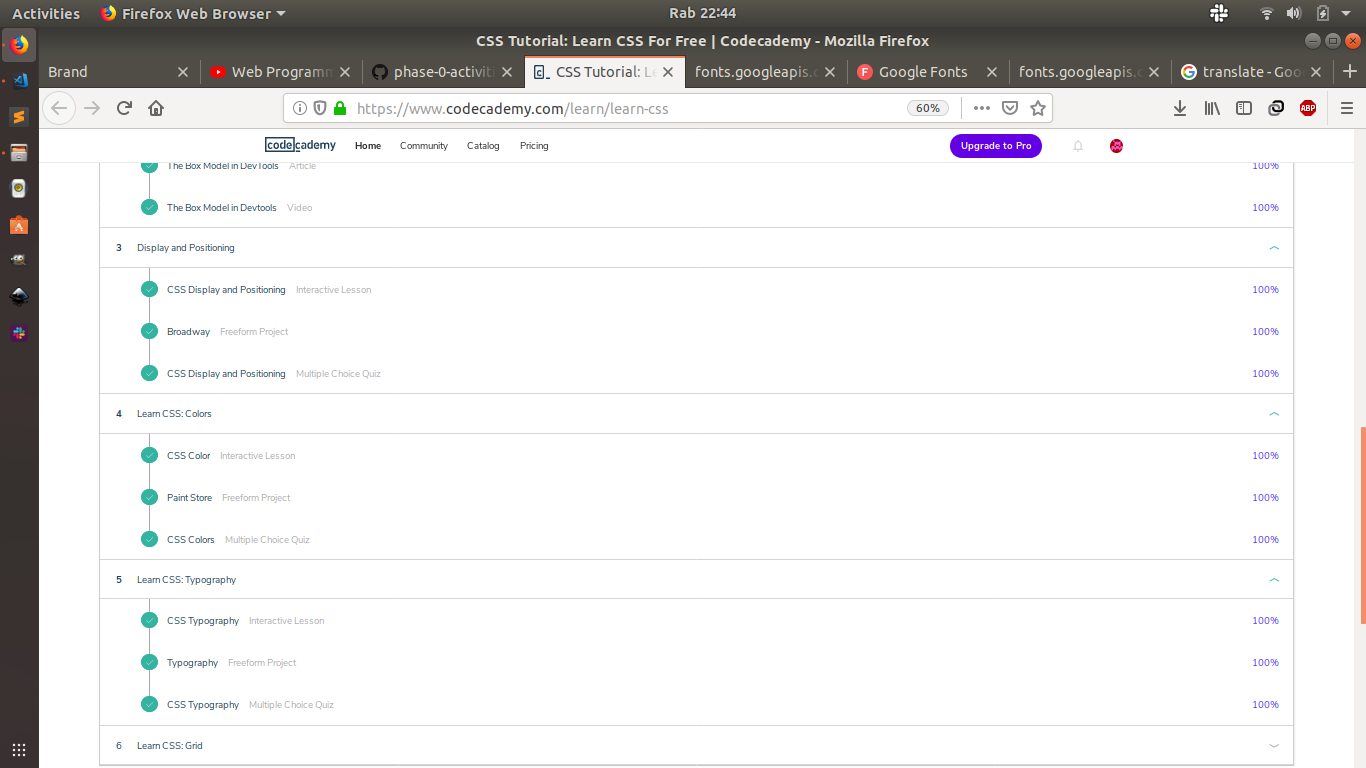 Activities Firefox Web Browser Rab 22:44
CSS Tutorial: Learn CSS For Free | Codecademy - Mozilla Firefox
Brand Web Programm phase-0-activiti CSS Tutorial: Le fonts.googleapis.c Google Fonts fonts.googleapis.c translate - Goo
https://www.codecademy.com/learn/learn-css 60% ABP
codecademy Home Community Catalog Pricing Upgrade to Pro
The Box Model in DevTools Article 100%
The Box Model in Devtools Video 100%
3 Display and Positioning
CSS Display and Positioning Interactive Lesson 100%
Broadway Freeform Project 100%
CSS Display and Positioning Multiple Choice Quiz 100%
4 Learn CSS: Colors
CSS Color Interactive Lesson 100%
Paint Store Freeform Project 100%
CSS Colors Multiple Choice Quiz 100%
5 Learn CSS: Typography
CSS Typography Interactive Lesson 100%
Typography Freeform Project 100%
CSS Typography Multiple Choice Quiz 100%
6 Learn CSS: Grid